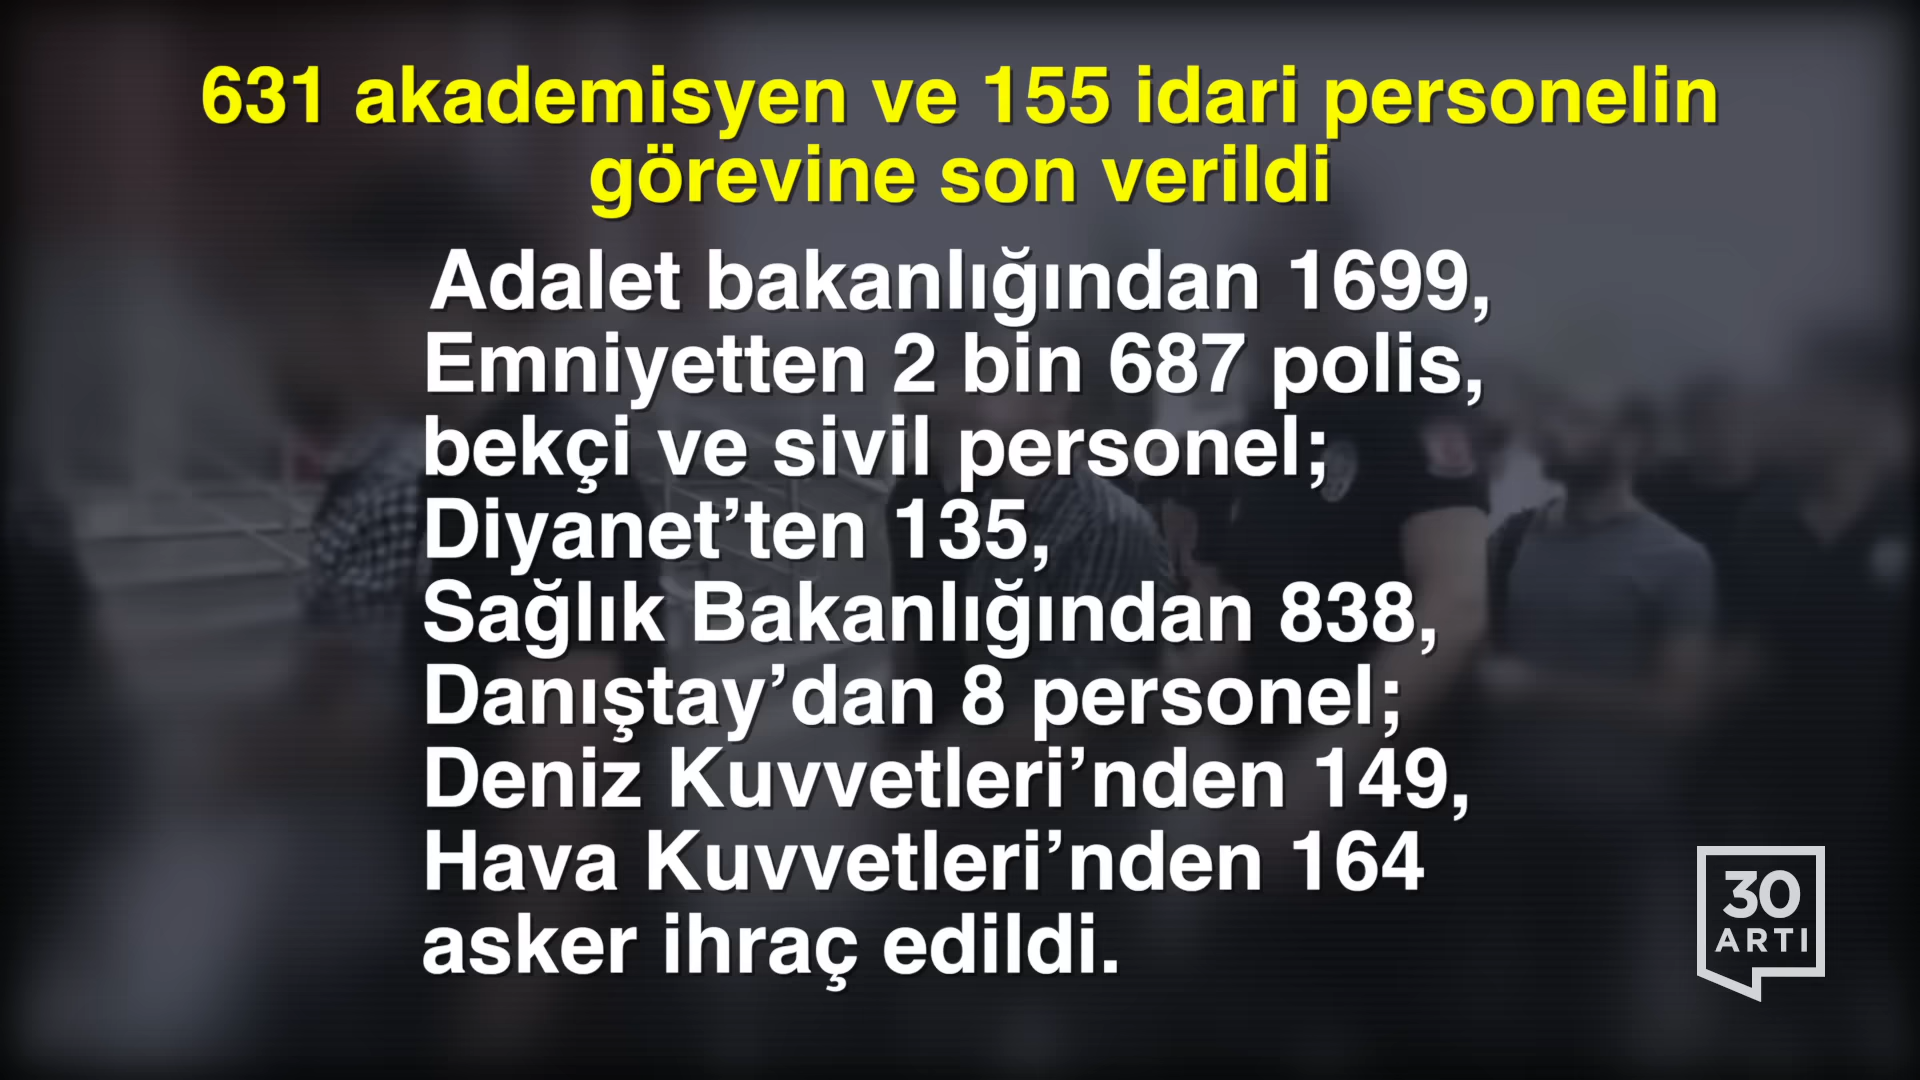 631 akademisyen ve 155 idari personelin
görevine son verildi
Adalet bakanlığından 1699,
Emniyetten 2 bin 687 polis,
bekçi ve sivil personel;
Diyanet’ten 135,
Sağlık Bakanlığından 838,
Danıştay’dan 8 personel;
Deniz Kuvvetleri’nden 149,
Hava Kuvvetleri’nden 164
asker ihraç edildi.
30
ARTI